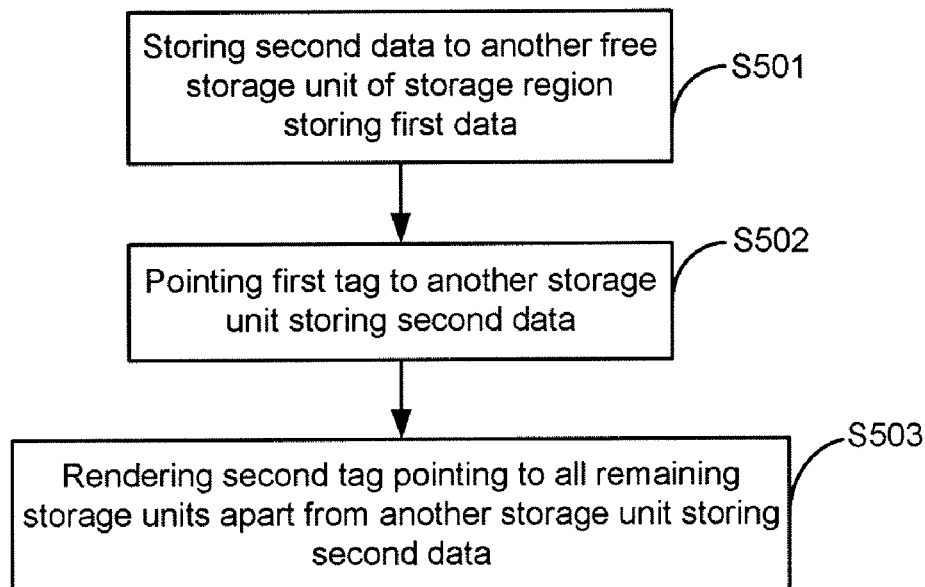 Storing second data to another free
storage unit of storage region
storing first data
S501
Pointing first tag to another storage
unit storing second data
S502
Rendering second tag pointing to all remaining
storage units apart from another storage unit storing
second data
S503